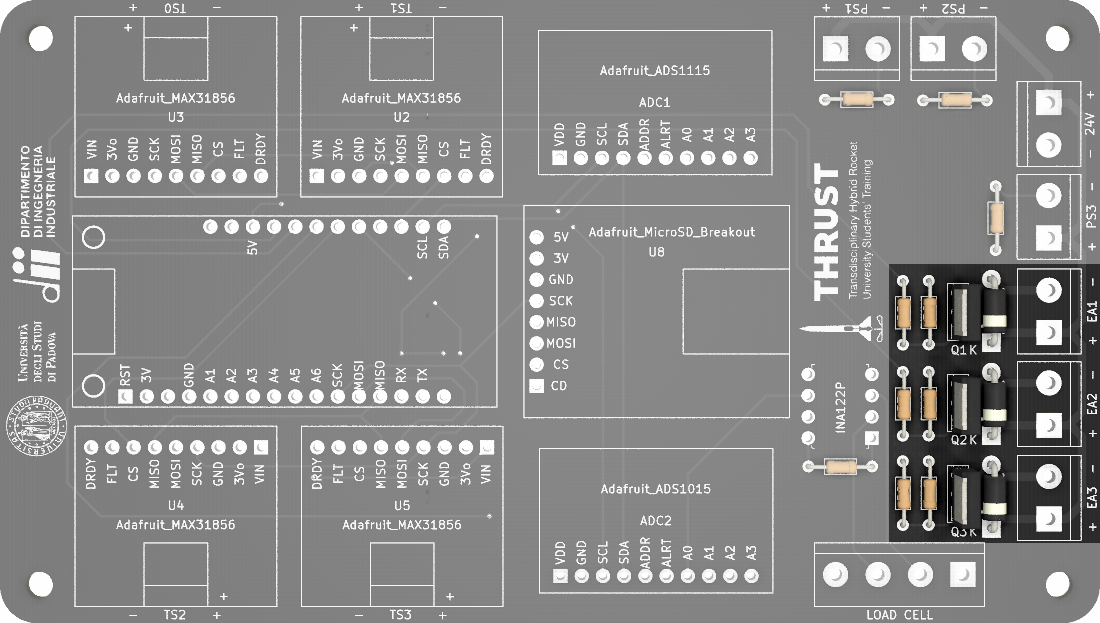 + TS0 -
+ TS1 -
+ PS1 -
+ PS2 -
+
Adafruit_MAX31856
U3
VIN 3Vo GND SCK MOSI MISO CS FLT DRDY
+
Adafruit_MAX31856
U2
VIN 3Vo GND SCK MOSI MISO CS FLT DRDY
Adafruit_ADS1115
ADC1
VDD GND SCL SDA ADDR ALRT A0 A1 A2 A3
- 24V +
+ PS3 -
DIPARTIMENTO
DI INGEGNERIA
INDUSTRIALE
dii
UNIVERSITÀ
DEGLI STUDI
DI PADOVA
5V SCL SDA
RST 3V GND A1 A2 A3 A4 A5 A6 SCK MOSI MISO RX TX
Adafruit_MicroSD_Breakout
U8
5V
3V
GND
SCK
MISO
MOSI
CS
CD
THRUST
Transdisciplinary Hybrid Rocket
University Students' Training
INA122P
Q1 K
+ EA1 -
Q2 K
+ EA2 -
Q3 K
+ EA3 -
DRDY FLT CS MISO MOSI SCK GND 3Vo VIN
U4
Adafruit_MAX31856
+
- TS2 +
DRDY FLT CS MISO MOSI SCK GND 3Vo VIN
U5
Adafruit_MAX31856
+
- TS3 +
Adafruit_ADS1015
ADC2
VDD GND SCL SDA ADDR ALRT A0 A1 A2 A3
LOAD CELL